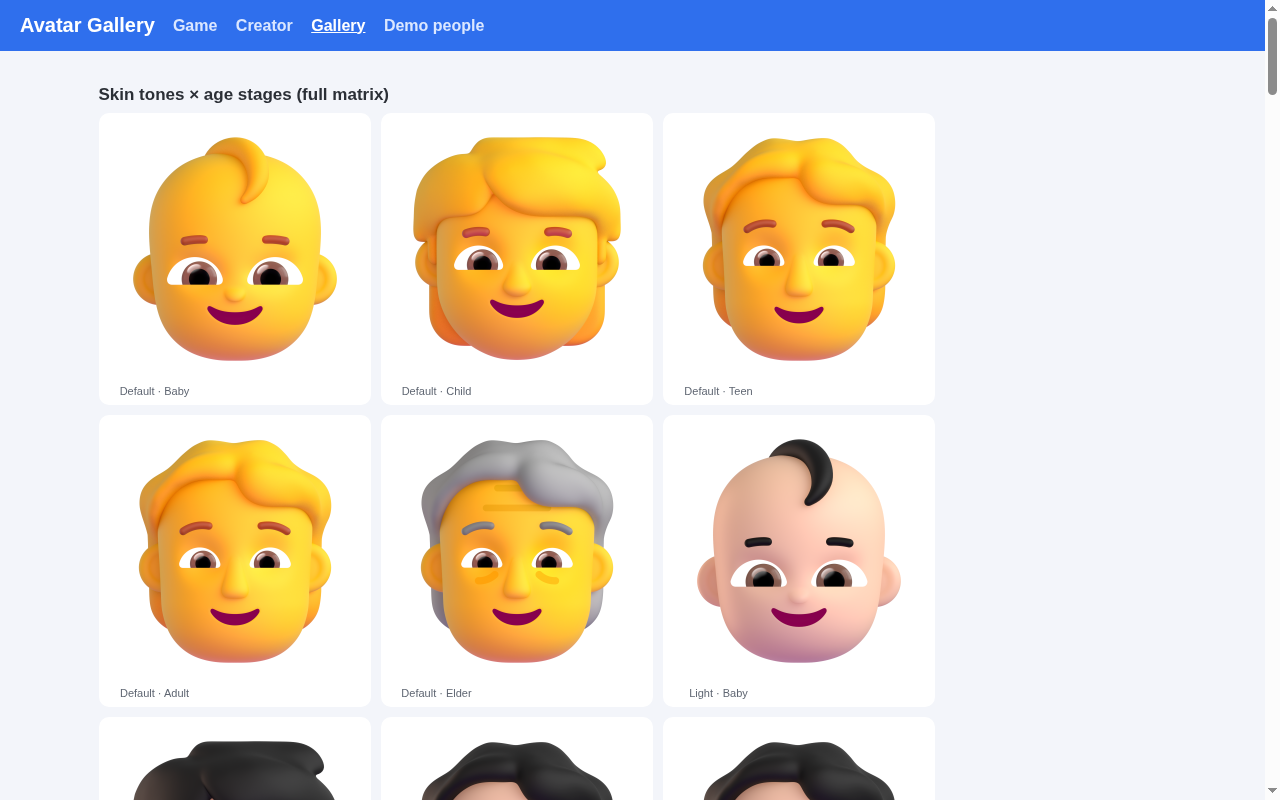 Avatar Gallery Game Creator Gallery Demo people
Skin tones × age stages (full matrix)
Default · Baby
Default · Child
Default · Teen
Default · Adult
Default · Elder
Light · Baby